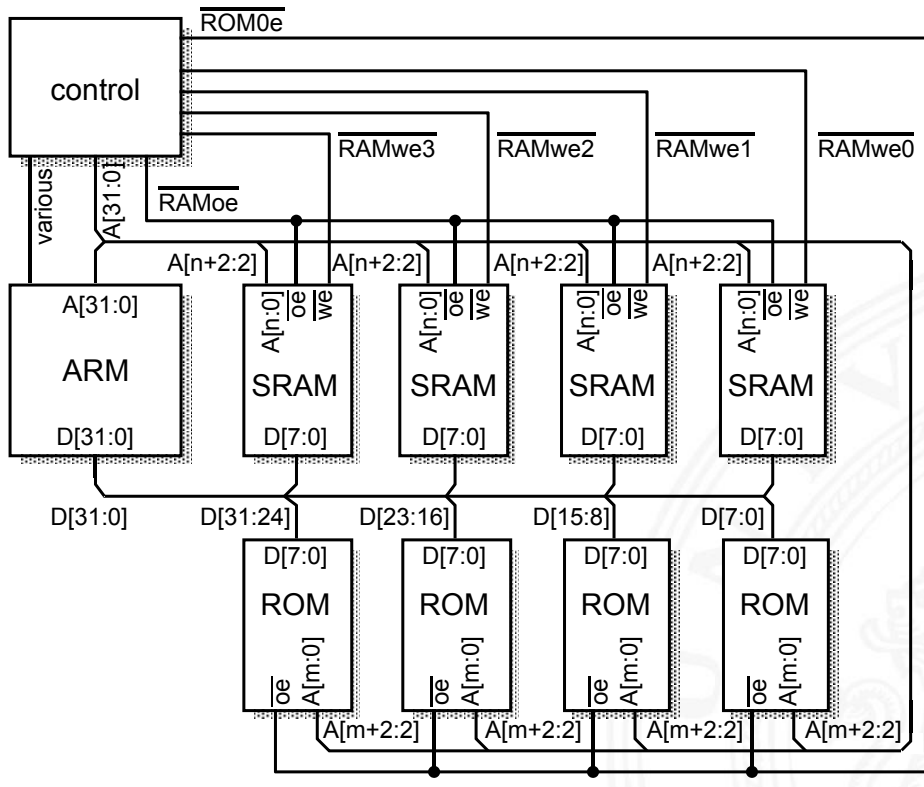 ROM0e
control
RAMwe3
RAMwe2
RAMwe1
RAMwe0
various
A[31:0]
RAMoe
A[n+2:2]
A[n+2:2]
A[n+2:2]
A[n+2:2]
A[31:0]
ARM
D[31:0]
A[n:0]
oe
we
SRAM
D[7:0]
A[n:0]
oe
we
SRAM
D[7:0]
A[n:0]
oe
we
SRAM
D[7:0]
A[n:0]
oe
we
SRAM
D[7:0]
D[31:0]
D[31:24]
D[23:16]
D[15:8]
D[7:0]
D[7:0]
ROM
oe
A[m:0]
D[7:0]
ROM
oe
A[m:0]
D[7:0]
ROM
oe
A[m:0]
D[7:0]
ROM
oe
A[m:0]
A[m+2:2]
A[m+2:2]
A[m+2:2]
A[m+2:2]